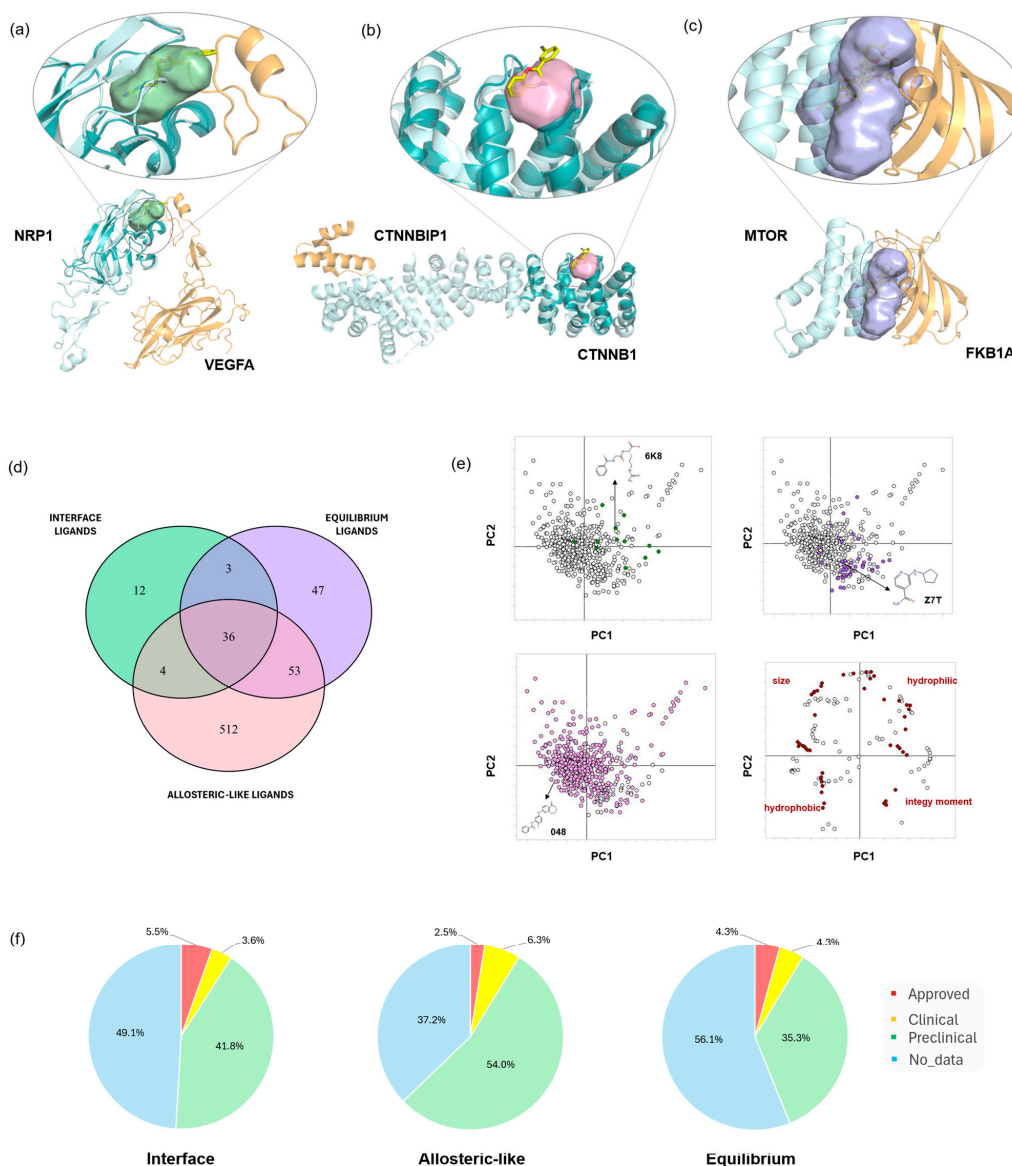 (a)
(b)
(c)
NRP1
VEGFA
CTNNBIP1
CTNNB1
MTOR
FKB1A
(d)
INTERFACE
LIGANDS
EQUILIBRIUM
LIGANDS
12
3
47
36
4
53
512
ALLOSTERIC-LIKE LIGANDS
(e)
6K8
PC2
PC1
PC2
Z7T
PC1
PC2
048
PC1
size
hydrophilic
PC2
hydrophobic
integy moment
PC1
(f)
5.5%
3.6%
49.1%
41.8%
Interface
2.5%
6.3%
37.2%
54.0%
Allosteric-like
4.3%
4.3%
56.1%
35.3%
Equilibrium
Approved
Clinical
Preclinical
No_data